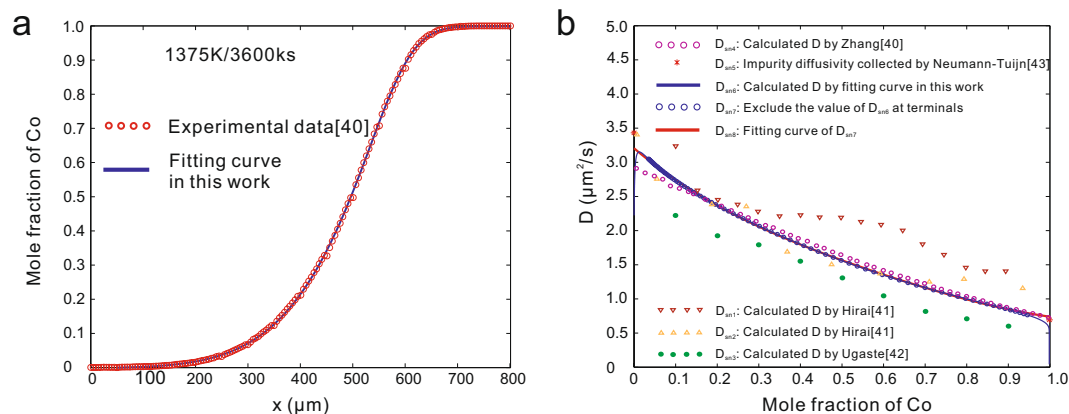 a
1375K/3600ks
Experimental data[40]
Fitting curve
in this work
Mole fraction of Co
1.0
0.9
0.8
0.7
0.6
0.5
0.4
0.3
0.2
0.1
0
0 100 200 300 400 500 600 700 800
x (μm)
b
D (μm²/s)
5.0
4.5
4.0
3.5
3.0
2.5
2.0
1.5
1.0
0.5
0
Dsn4: Calculated D by Zhang[40]
Dsn5: Impurity diffusivity collected by Neumann-Tuijn[43]
Dsn6: Calculated D by fitting curve in this work
Dsn7: Exclude the value of Dsn6 at terminals
Dsn8: Fitting curve of Dsn7
Dsn1: Calculated D by Hirai[41]
Dsn2: Calculated D by Hirai[41]
Dsn3: Calculated D by Ugaste[42]
0 0.1 0.2 0.3 0.4 0.5 0.6 0.7 0.8 0.9 1.0
Mole fraction of Co